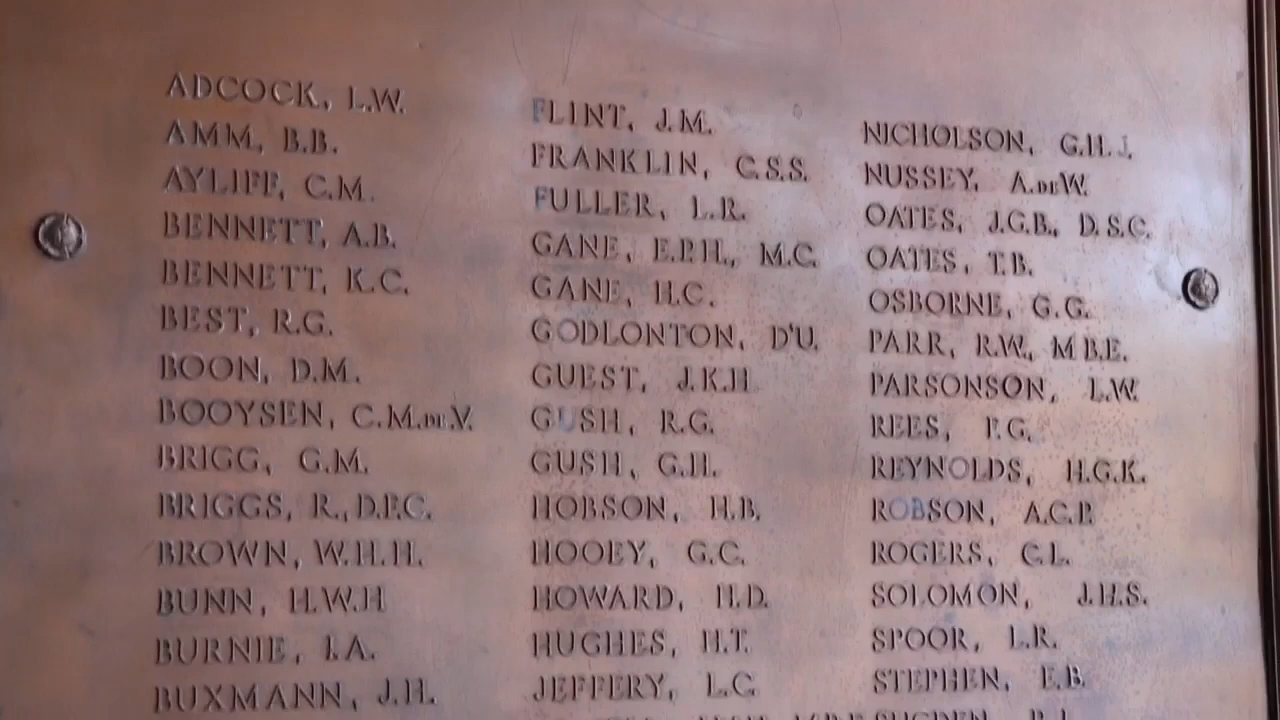 ADCOCK, L.W.
AMM, B.B.
AYLIFF, C.M.
BENNETT, A.B.
BENNETT, K.C.
BEST, R.G.
BOON, D.M.
BOOYSEN, C.M.DE.V.
BRIGG, G.M.
BRIGGS, R., D.F.C.
BROWN, W.H.H.
BUNN, H.W.H
BURNIE, I.A.
BUXMANN, J.H.
FLINT, J.M.
FRANKLIN, C.S.S.
FULLER, L.R.
GANE, E.P.H., M.C.
GANE, H.C.
GODLONTON, D'U.
GUEST, J.K.H.
GUSH, R.G.
GUSH, G.H.
HOBSON, H.B.
HOOEY, G.C.
HOWARD, H.D.
HUGHES, H.T.
JEFFERY, L.C.
NICHOLSON, G.H.J.
NUSSEY, A.DE W.
OATES, J.G.B., D.S.C.
OATES, T.B.
OSBORNE, G.G.
PARR, R.W., M.B.E.
PARSONSON, L.W.
REES, P.G.
REYNOLDS, H.G.K.
ROBSON, A.C.P.
ROGERS, C.L.
SOLOMON, J.H.S.
SPOOR, L.R.
STEPHEN, E.B.